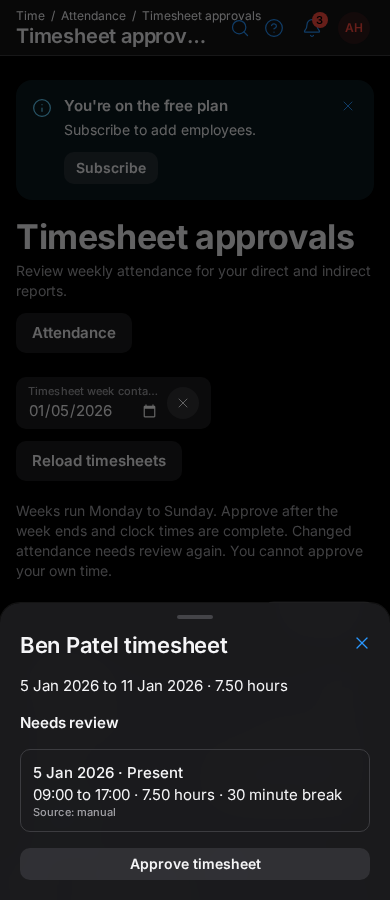 Time / Attendance / Timesheet approvals
Timesheet approv...
3
AH
You're on the free plan
Subscribe to add employees.
Subscribe
Timesheet approvals
Review weekly attendance for your direct and indirect
reports.
Attendance
Timesheet week conta...
01/05/2026
Reload timesheets
Weeks run Monday to Sunday. Approve after the
week ends and clock times are complete. Changed
attendance needs review again. You cannot approve
your own time.
Ben Patel timesheet
5 Jan 2026 to 11 Jan 2026 · 7.50 hours
Needs review
5 Jan 2026 · Present
09:00 to 17:00 · 7.50 hours · 30 minute break
Source: manual
Approve timesheet